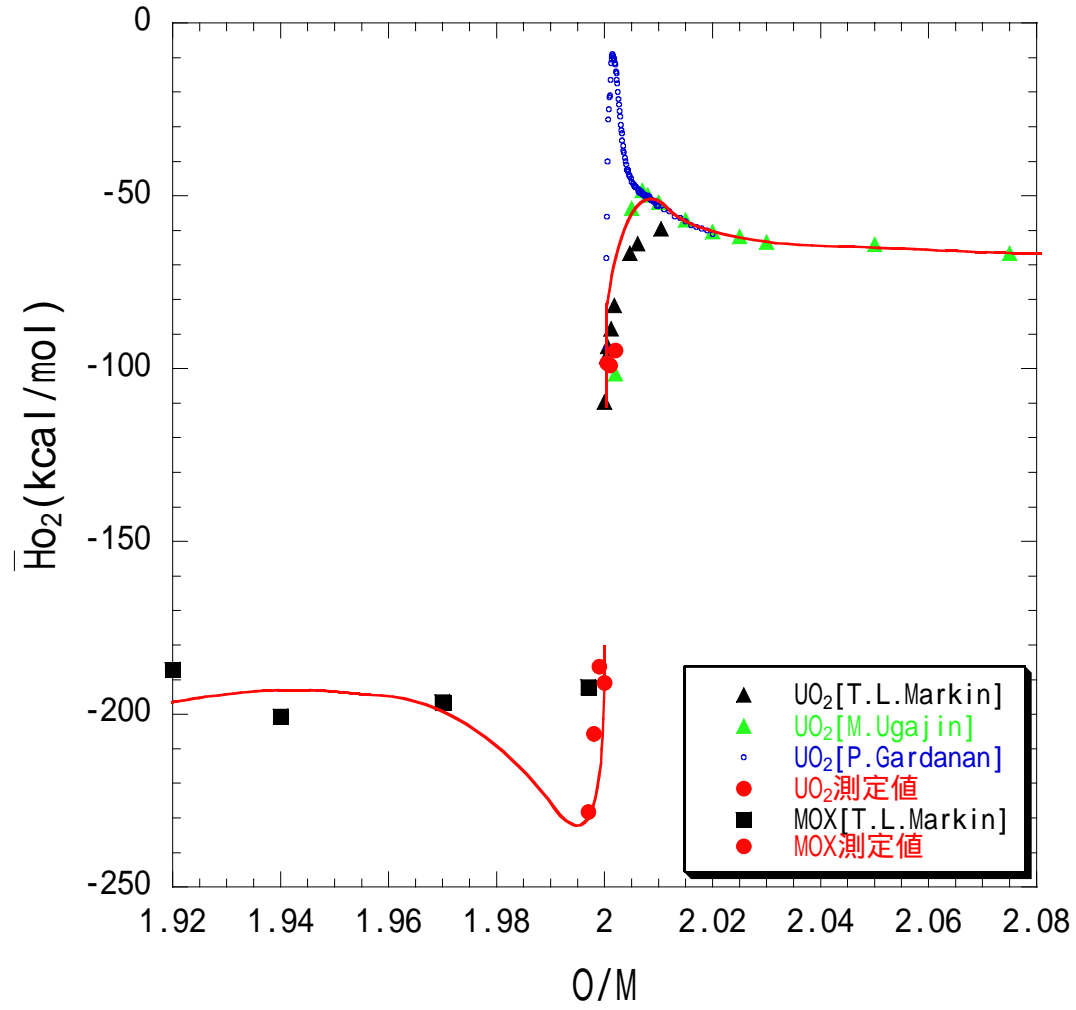 0
-50
-100
-150
-200
-250
H̅o₂(kcal/mol)
1.92 1.94 1.96 1.98 2 2.02 2.04 2.06 2.08
O/M
UO₂[T.L.Markin]
UO₂[M.Ugajin]
UO₂[P.Gardanan]
UO₂測定値
MOX[T.L.Markin]
MOX測定値